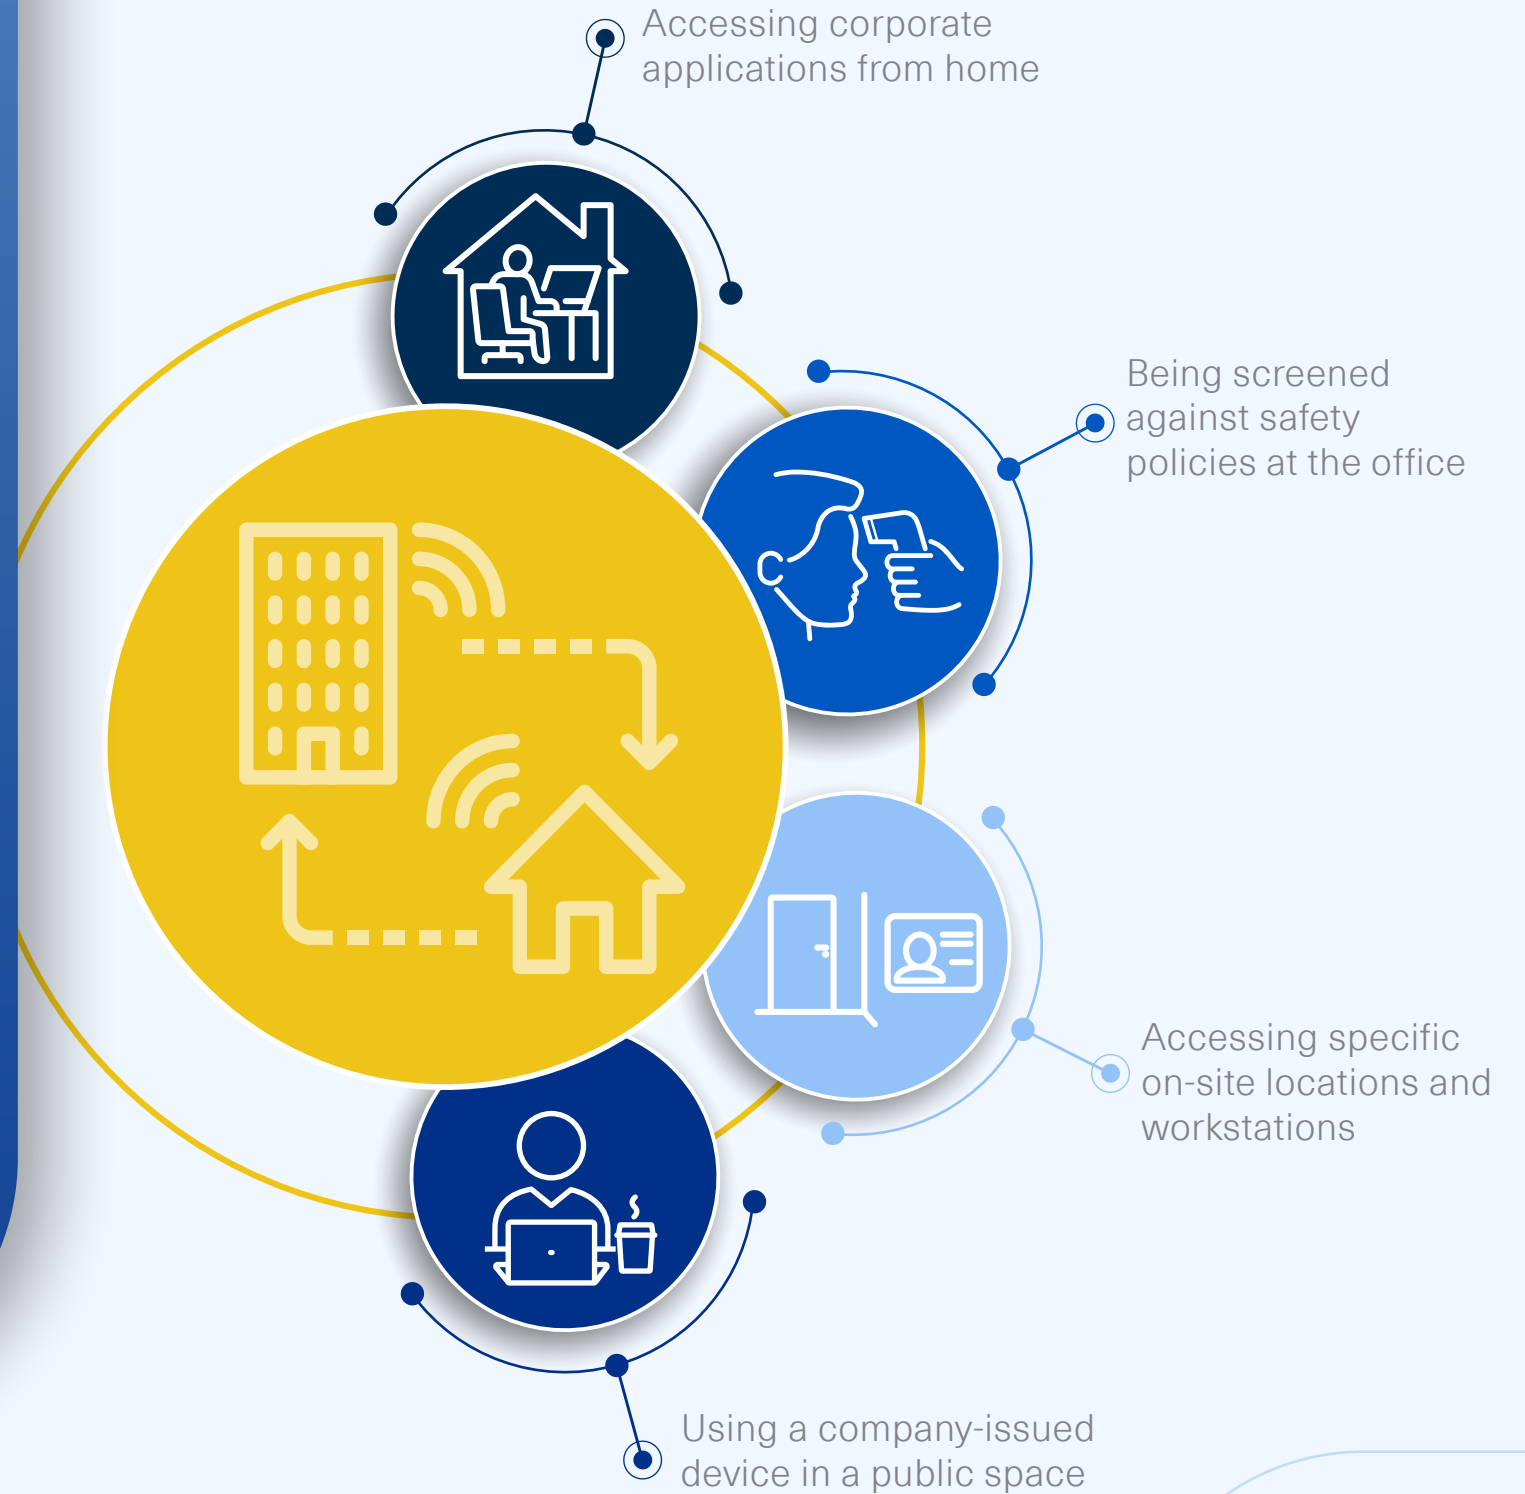 Accessing corporate
applications from home
Being screened
against safety
policies at the office
Accessing specific
on-site locations and
workstations
Using a company-issued
device in a public space